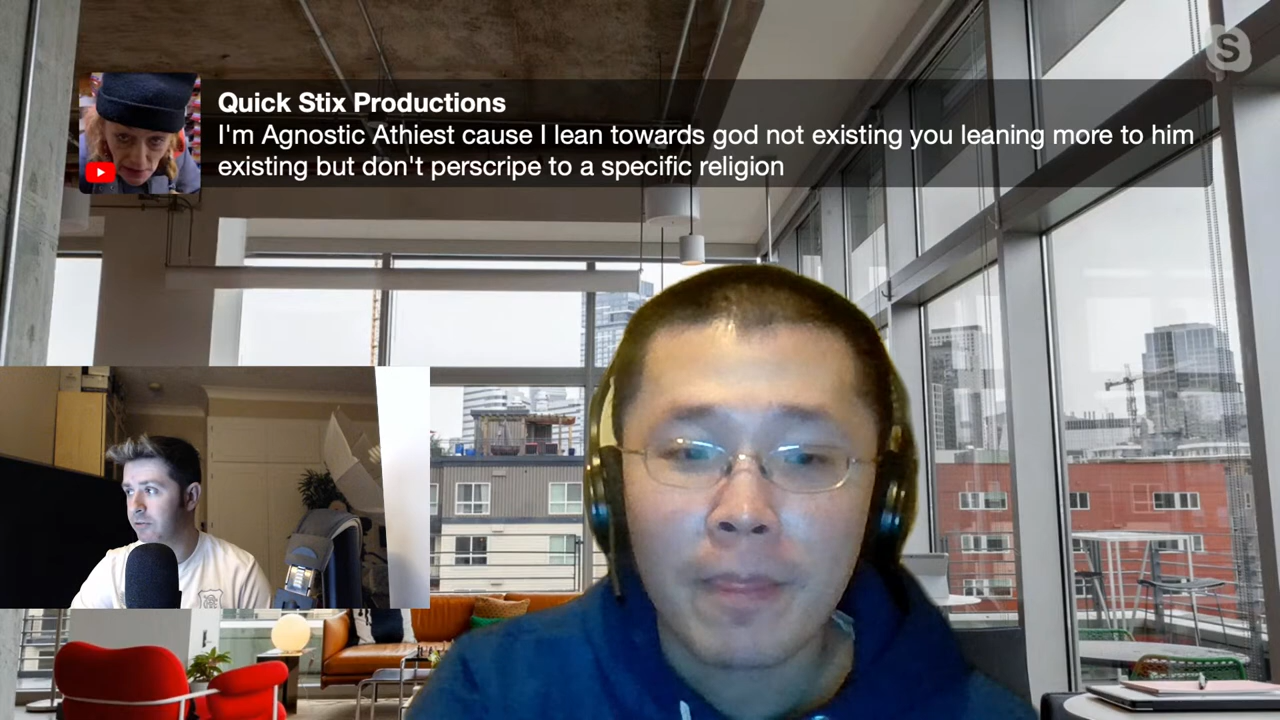 Quick Stix Productions
I'm Agnostic Athiest cause I lean towards god not existing you leaning more to him
existing but don't perscripe to a specific religion